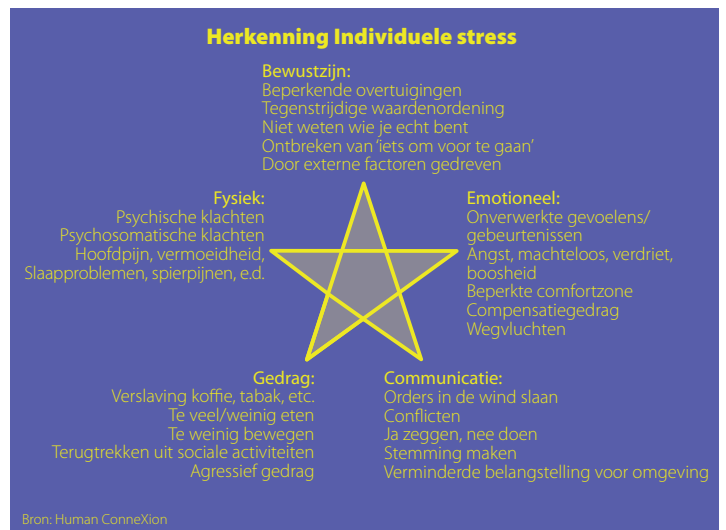 Herkenning Individuele stress
Bewustzijn:
Beperkende overtuigingen
Tegenstrijdige waardenordening
Niet weten wie je echt bent
Ontbreken van ‘iets om voor te gaan’
Door externe factoren gedreven
Fysiek:
Psychische klachten
Psychosomatische klachten
Hoofdpijn, vermoeidheid,
Slaapproblemen, spierpijnen, e.d.
Emotioneel:
Onverwerkte gevoelens/
gebeurtenissen
Angst, machteloos, verdriet,
boosheid
Beperkte comfortzone
Compensatiegedrag
Wegvluchten
Gedrag:
Verslaving koffie, tabak, etc.
Te veel/weinig eten
Te weinig bewegen
Terugtrekken uit sociale activiteiten
Agressief gedrag
Communicatie:
Orders in de wind slaan
Conflicten
Ja zeggen, nee doen
Stemming maken
Verminderde belangstelling voor omgeving
Bron: Human ConneXion